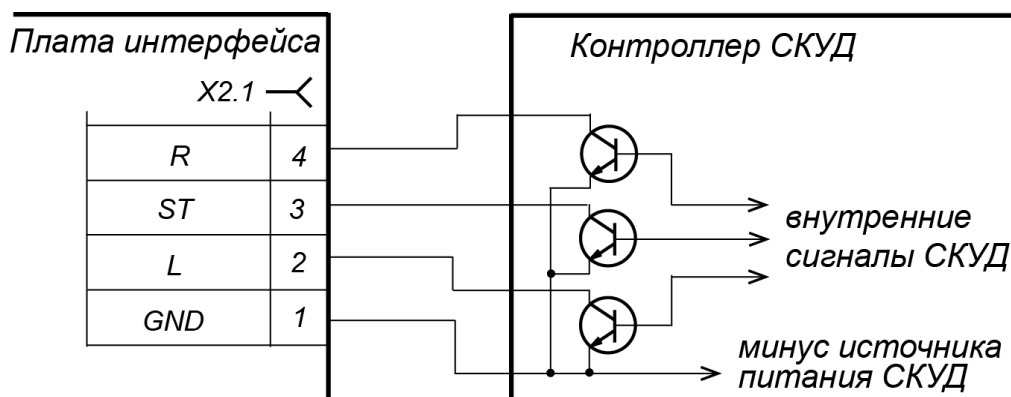 Плата интерфейса
Контроллер СКУД
X2.1
R 4
ST 3
L 2
GND 1
внутренние
сигналы СКУД
минус источника
питания СКУД